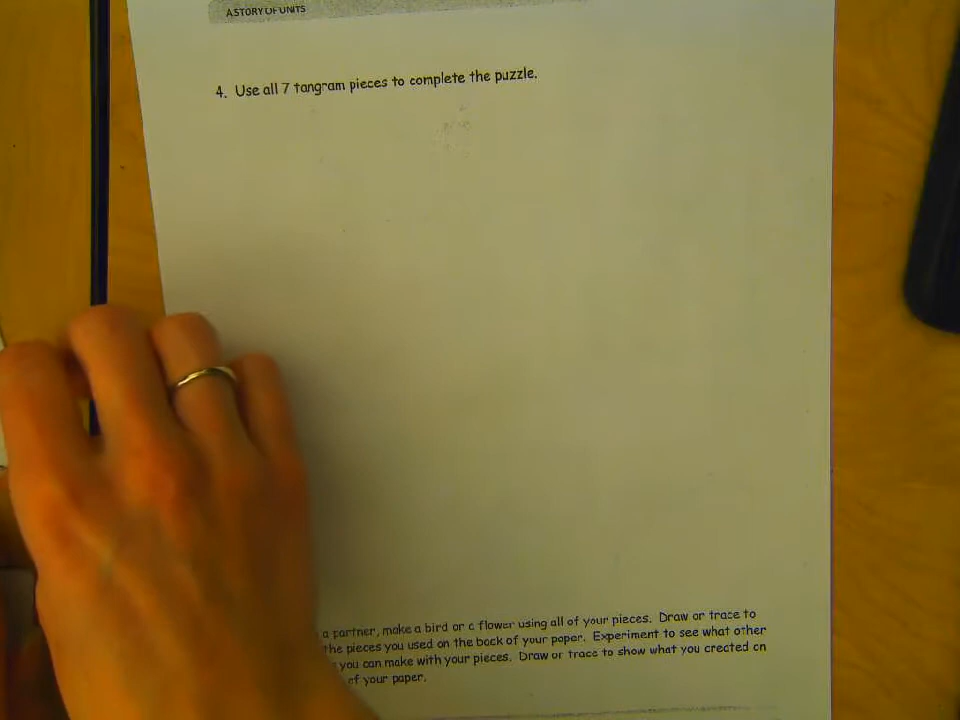 A STORY OF UNITS
4. Use all 7 tangram pieces to complete the puzzle.
a partner, make a bird or a flower using all of your pieces. Draw or trace to
the pieces you used on the back of your paper. Experiment to see what other
you can make with your pieces. Draw or trace to show what you created on
of your paper.